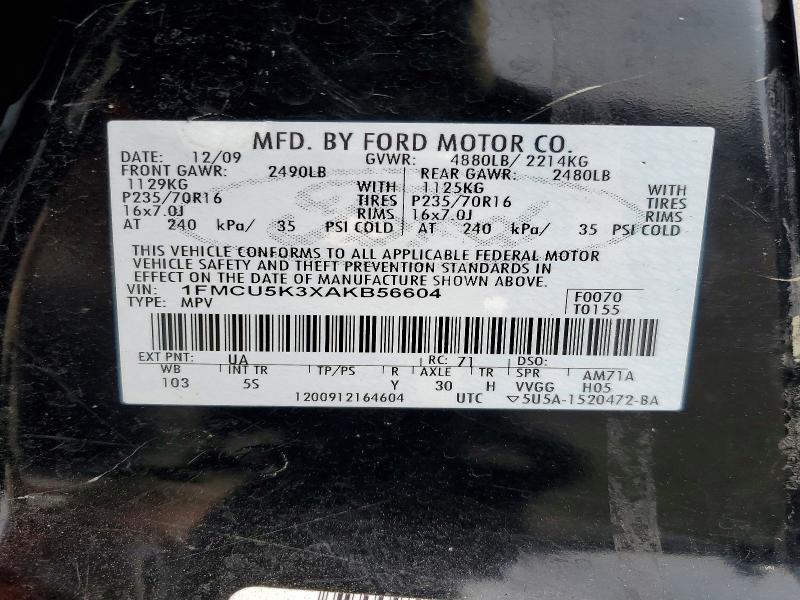 MFD. BY FORD MOTOR CO.
DATE: 12/09 GVWR: 4880LB/ 2214KG
FRONT GAWR: 2490LB REAR GAWR: 2480LB
1129KG WITH 1125KG WITH
P235/70R16 TIRES P235/70R16 TIRES
16x7.0J RIMS 16x7.0J RIMS
AT 240 kPa/ 35 PSI COLD AT 240 kPa/ 35 PSI COLD
THIS VEHICLE CONFORMS TO ALL APPLICABLE FEDERAL MOTOR
VEHICLE SAFETY AND THEFT PREVENTION STANDARDS IN
EFFECT ON THE DATE OF MANUFACTURE SHOWN ABOVE.
VIN: 1FMCU5K3XAKB56604 F0070
TYPE: MPV T0155
EXT PNT: UA RC: 71 DSO:
WB INT TR TP/PS R AXLE TR SPR AM71A
103 5S Y 30 H VVGG H05
1200912164604 UTC ▽5U5A-1520472-BA